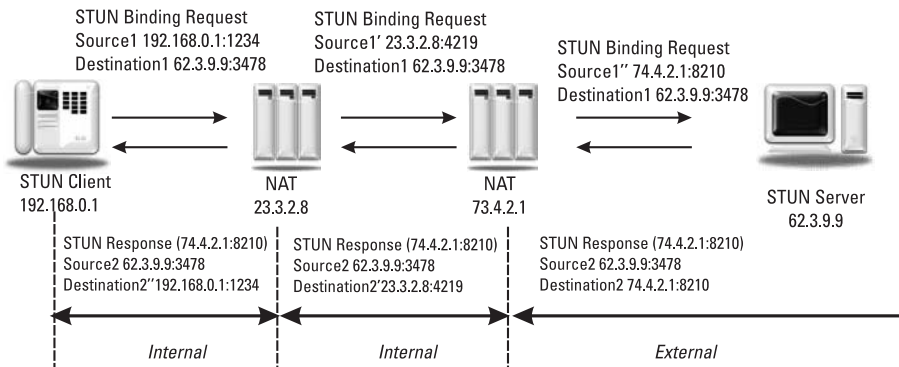 STUN Binding Request
Source1 192.168.0.1:1234
Destination1 62.3.9.9:3478
STUN Binding Request
Source1′ 23.3.2.8:4219
Destination1 62.3.9.9:3478
STUN Binding Request
Source1′′ 74.4.2.1:8210
Destination1 62.3.9.9:3478
STUN Client
192.168.0.1
NAT
23.3.2.8
NAT
73.4.2.1
STUN Server
62.3.9.9
STUN Response (74.4.2.1:8210)
Source2 62.3.9.9:3478
Destination2′′192.168.0.1:1234
STUN Response (74.4.2.1:8210)
Source2 62.3.9.9:3478
Destination2′23.3.2.8:4219
STUN Response (74.4.2.1:8210)
Source2 62.3.9.9:3478
Destination2 74.4.2.1:8210
Internal
Internal
External